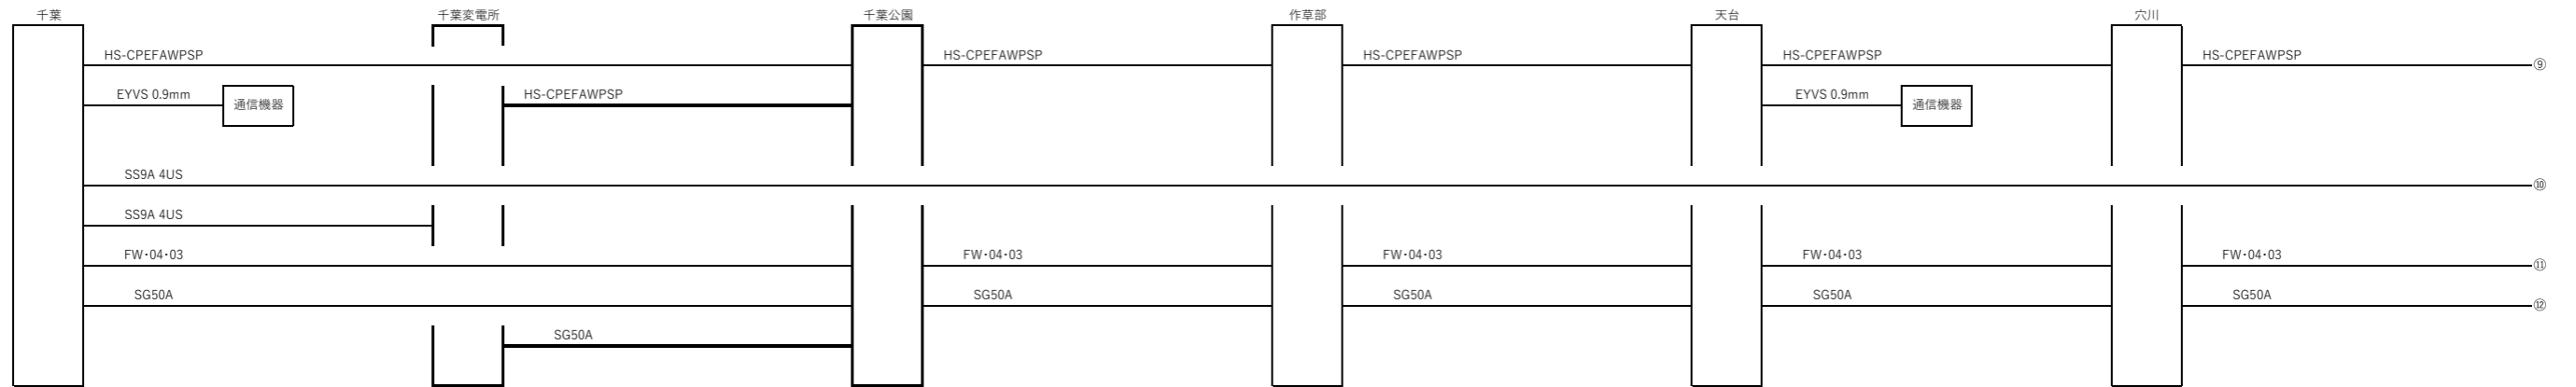 千葉 千葉変電所 千葉公園 作草部 天台 穴川
HS-CPEFAWPSP HS-CPEFAWPSP HS-CPEFAWPSP HS-CPEFAWPSP HS-CPEFAWPSP ⑨
EYVS 0.9mm 通信機器 HS-CPEFAWPSP EYVS 0.9mm 通信機器
SS9A 4US ⑩
SS9A 4US
FW・04・03 FW・04・03 FW・04・03 FW・04・03 FW・04・03 ⑪
SG50A SG50A SG50A SG50A SG50A ⑫
SG50A